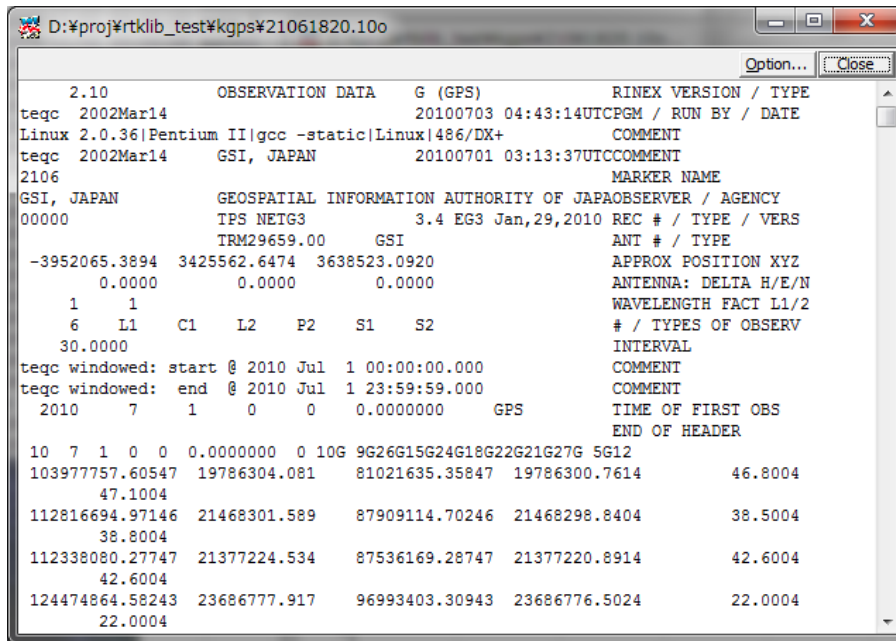 D:¥proj¥rtklib_test¥kgps¥21061820.10o
Option... Close
2.10 OBSERVATION DATA G (GPS) RINEX VERSION / TYPE
teqc 2002Mar14 20100703 04:43:14UTCPGM / RUN BY / DATE
Linux 2.0.36|Pentium II|gcc -static|Linux|486/DX+ COMMENT
teqc 2002Mar14 GSI, JAPAN 20100701 03:13:37UTCCOMMENT
2106 MARKER NAME
GSI, JAPAN GEOSPATIAL INFORMATION AUTHORITY OF JAPAOBSERVER / AGENCY
00000 TPS NETG3 3.4 EG3 Jan,29,2010 REC # / TYPE / VERS
TRM29659.00 GSI ANT # / TYPE
-3952065.3894 3425562.6474 3638523.0920 APPROX POSITION XYZ
0.0000 0.0000 0.0000 ANTENNA: DELTA H/E/N
1 1 WAVELENGTH FACT L1/2
6 L1 C1 L2 P2 S1 S2 # / TYPES OF OBSERV
30.0000 INTERVAL
teqc windowed: start @ 2010 Jul 1 00:00:00.000 COMMENT
teqc windowed: end @ 2010 Jul 1 23:59:59.000 COMMENT
2010 7 1 0 0 0.0000000 GPS TIME OF FIRST OBS
END OF HEADER
10 7 1 0 0 0.0000000 0 10G 9G26G15G24G18G22G21G27G 5G12
103977757.60547 19786304.081 81021635.35847 19786300.7614 46.8004
47.1004
112816694.97146 21468301.589 87909114.70246 21468298.8404 38.5004
38.8004
112338080.27747 21377224.534 87536169.28747 21377220.8914 42.6004
42.6004
124474864.58243 23686777.917 96993403.30943 23686776.5024 22.0004
22.0004